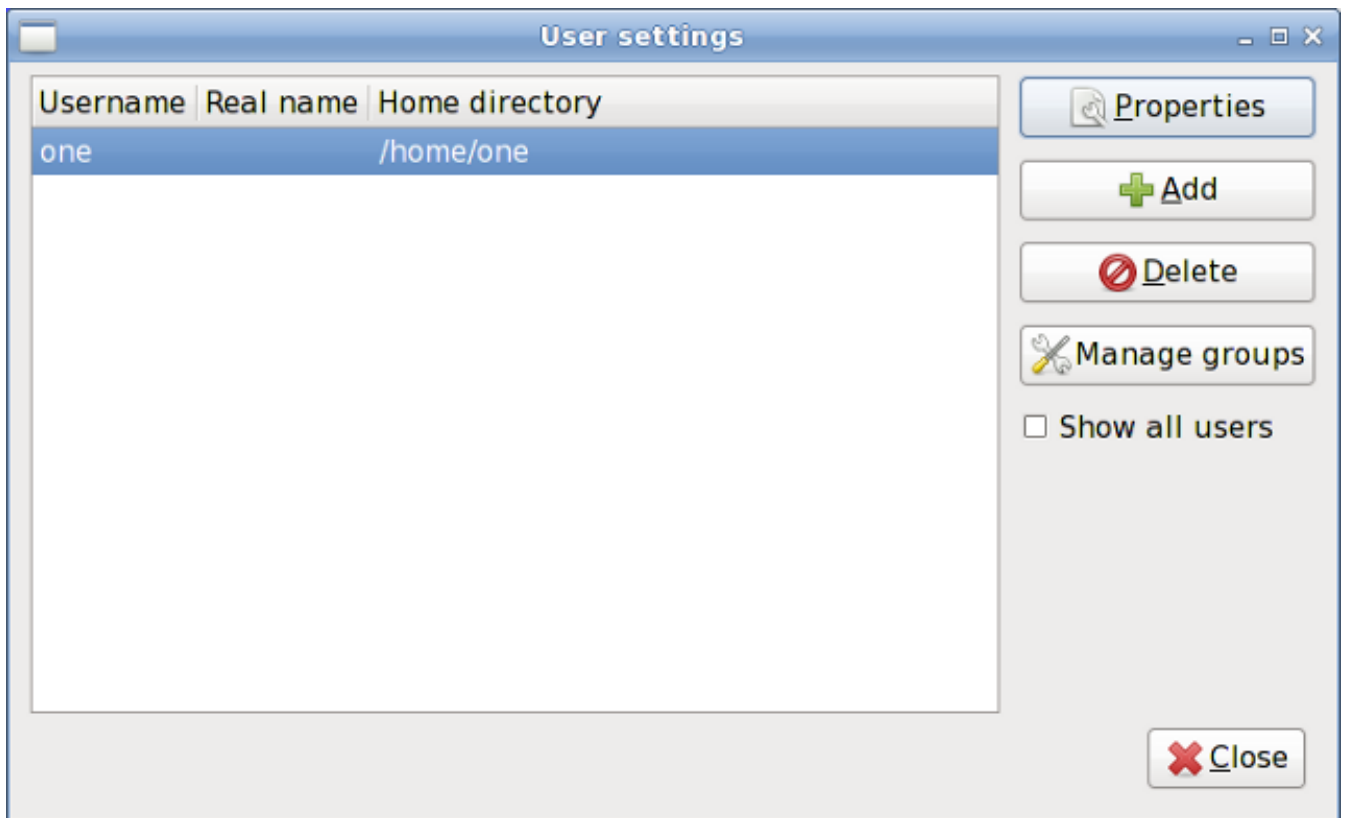 User settings
Username Real name Home directory
one /home/one
Properties
Add
Delete
Manage groups
Show all users
Close